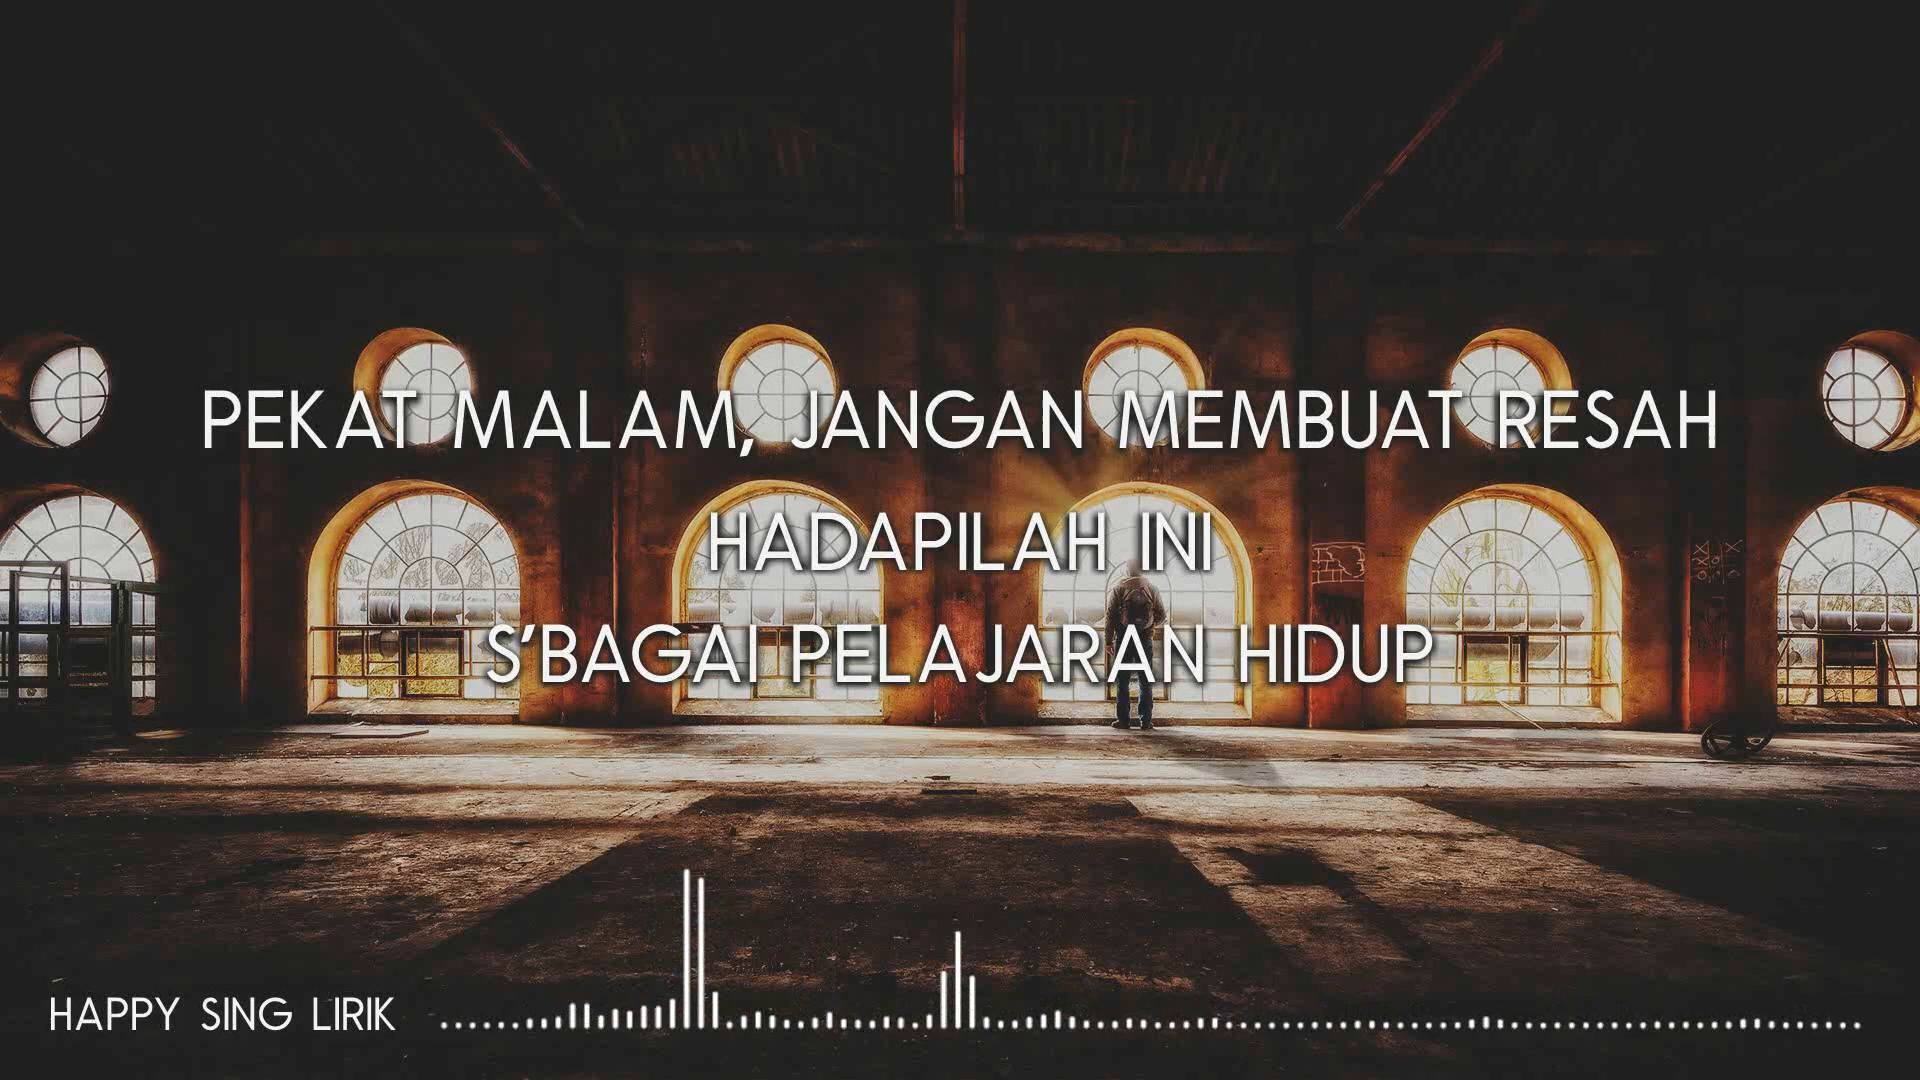 PEKAT MALAM, JANGAN MEMBUAT RESAH
HADAPILAH INI
S'BAGAI PELAJARAN HIDUP
HAPPY SING LIRIK